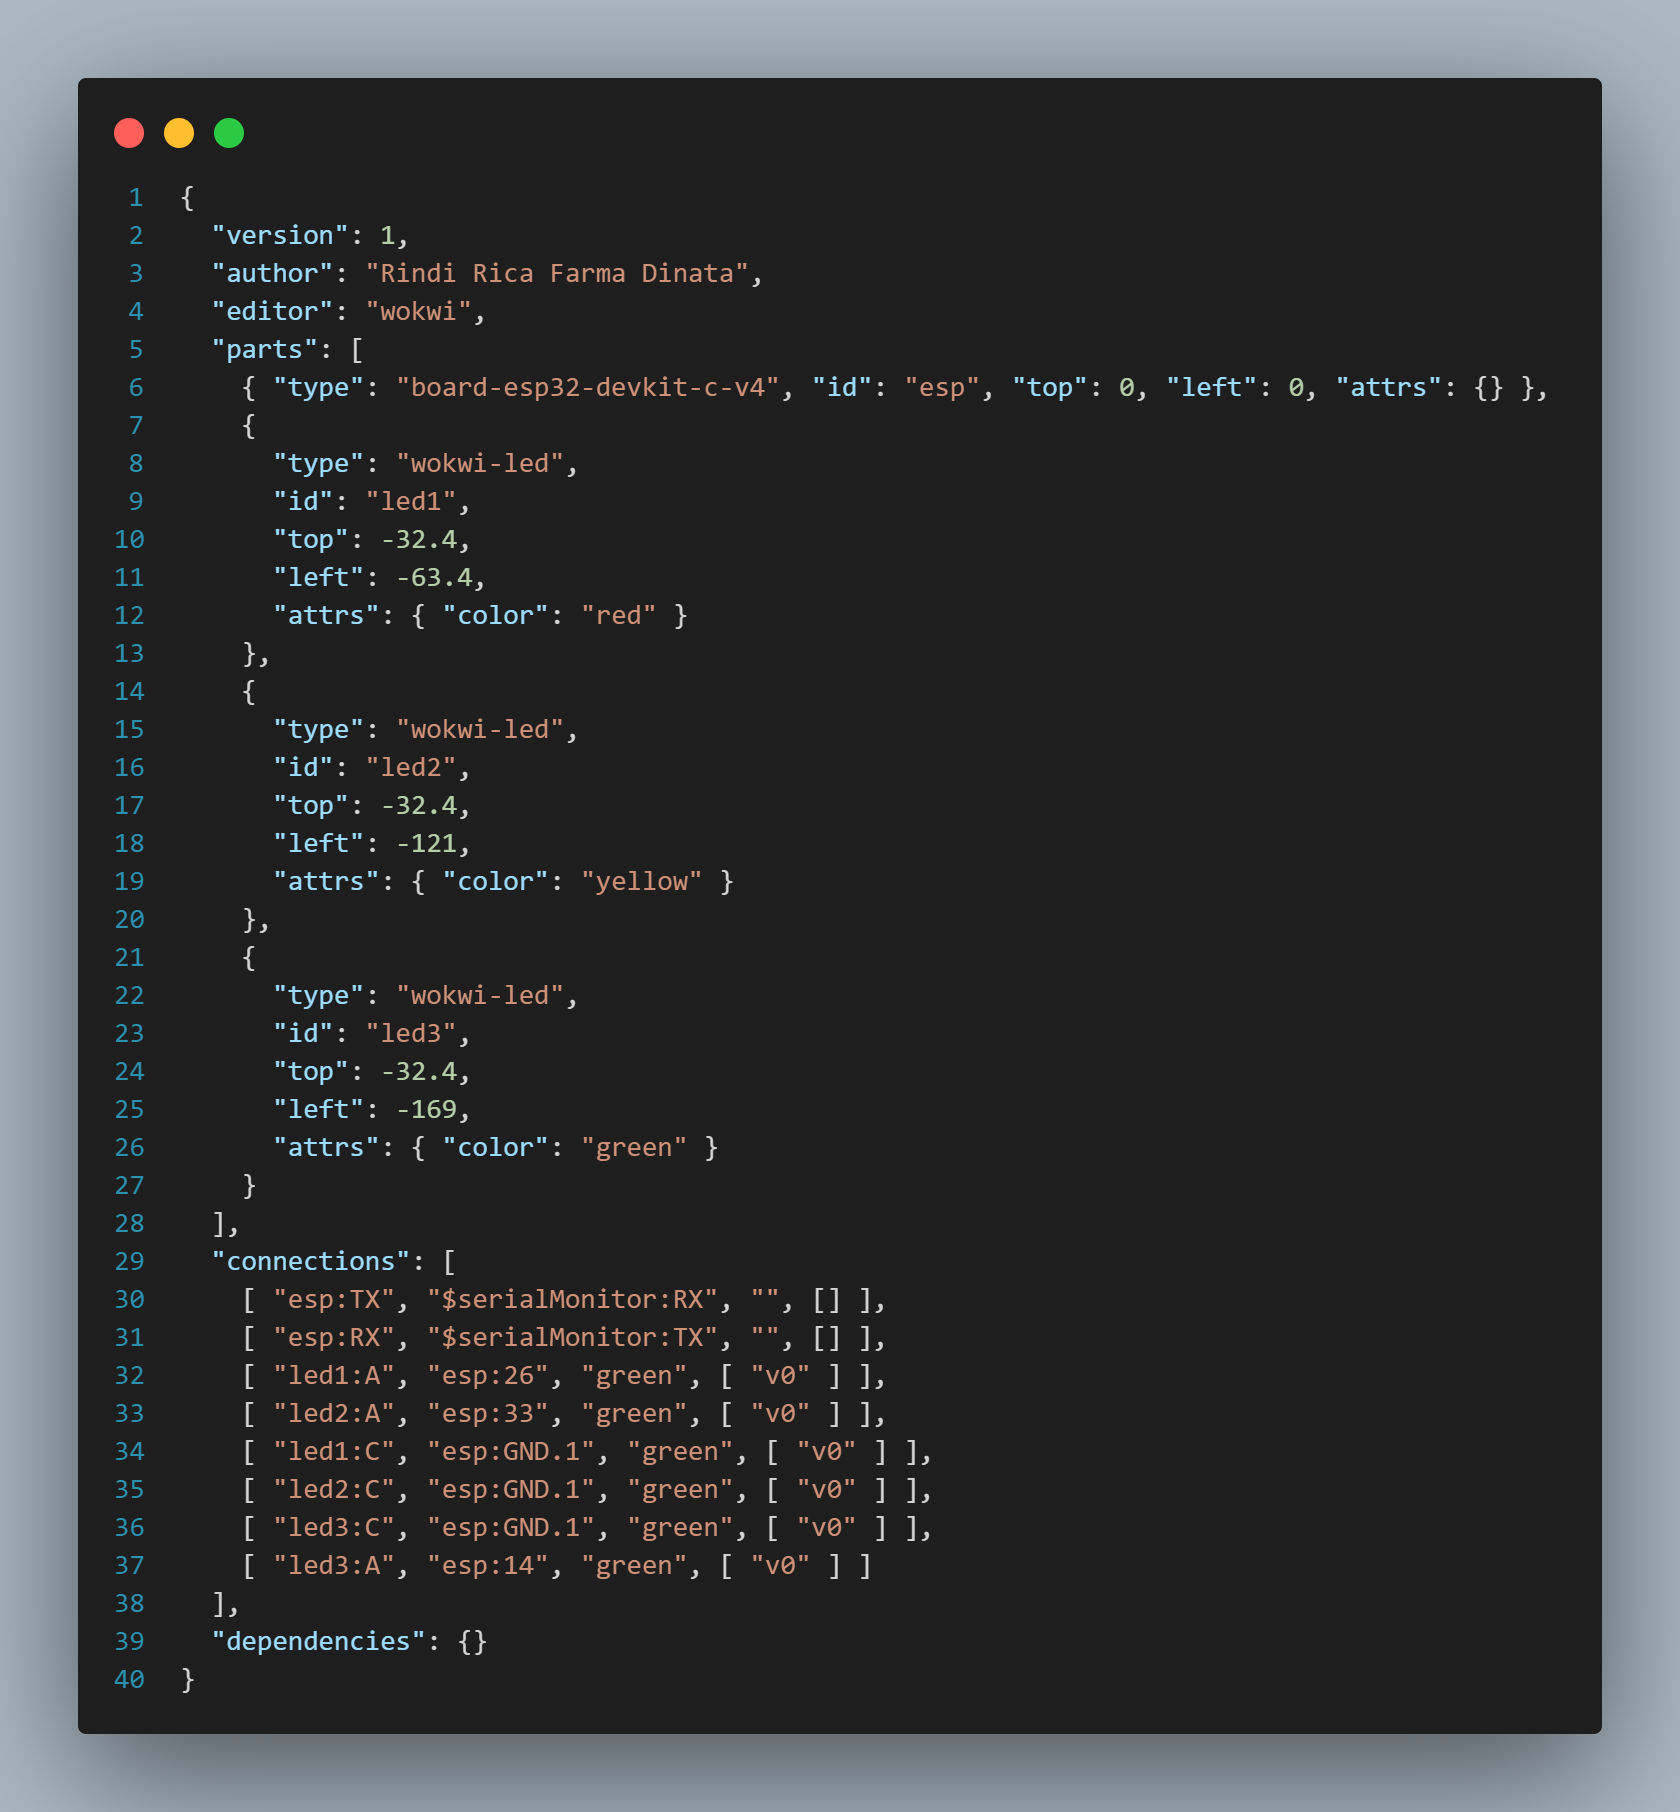 1 {
2   "version": 1,
3   "author": "Rindi Rica Farma Dinata",
4   "editor": "wokwi",
5   "parts": [
6     { "type": "board-esp32-devkit-c-v4", "id": "esp", "top": 0, "left": 0, "attrs": {} },
7     {
8       "type": "wokwi-led",
9       "id": "led1",
10       "top": -32.4,
11       "left": -63.4,
12       "attrs": { "color": "red" }
13     },
14     {
15       "type": "wokwi-led",
16       "id": "led2",
17       "top": -32.4,
18       "left": -121,
19       "attrs": { "color": "yellow" }
20     },
21     {
22       "type": "wokwi-led",
23       "id": "led3",
24       "top": -32.4,
25       "left": -169,
26       "attrs": { "color": "green" }
27     }
28   ],
29   "connections": [
30     [ "esp:TX", "$serialMonitor:RX", "", [] ],
31     [ "esp:RX", "$serialMonitor:TX", "", [] ],
32     [ "led1:A", "esp:26", "green", [ "v0" ] ],
33     [ "led2:A", "esp:33", "green", [ "v0" ] ],
34     [ "led1:C", "esp:GND.1", "green", [ "v0" ] ],
35     [ "led2:C", "esp:GND.1", "green", [ "v0" ] ],
36     [ "led3:C", "esp:GND.1", "green", [ "v0" ] ],
37     [ "led3:A", "esp:14", "green", [ "v0" ] ]
38   ],
39   "dependencies": {}
40 }